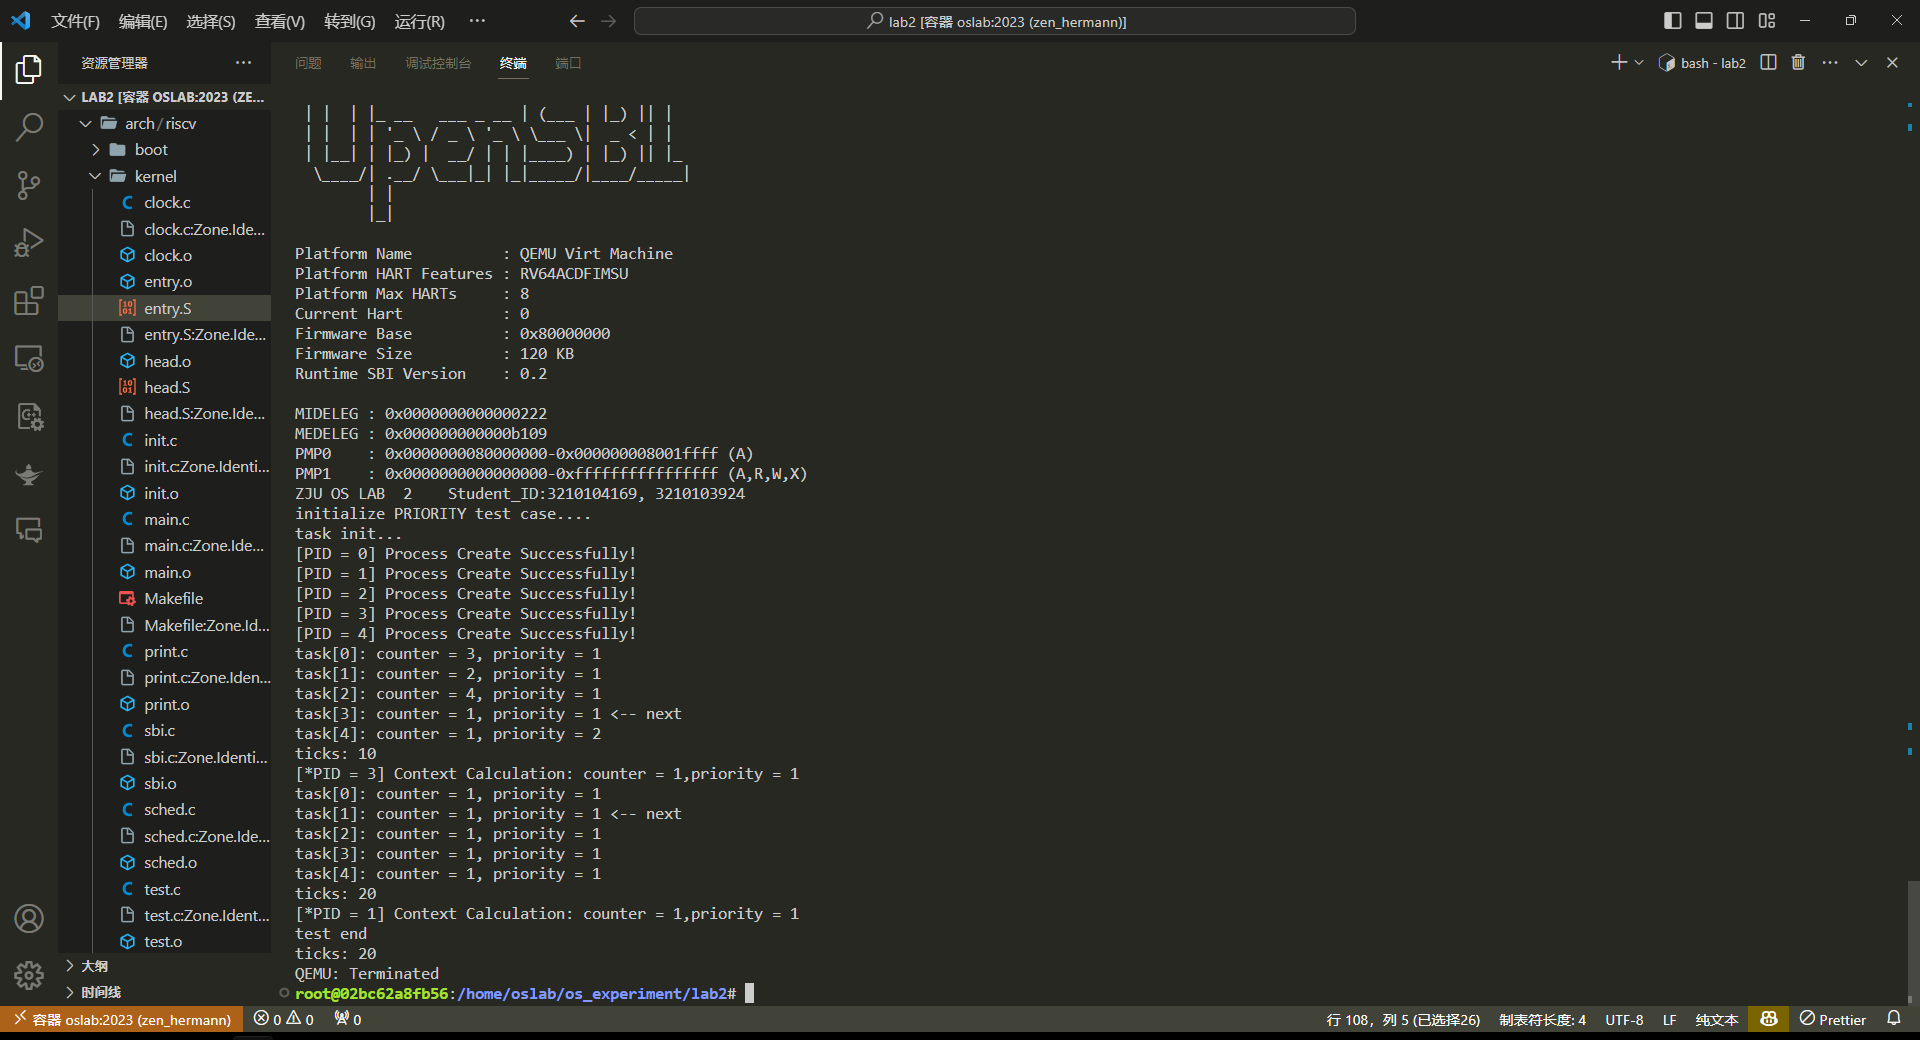 文件(F) 编辑(E) 选择(S) 查看(V) 转到(G) 运行(R) ···
lab2 [容器 oslab:2023 (zen_hermann)]
资源管理器
LAB2 [容器 OSLAB:2023 (ZE...
arch/riscv
boot
kernel
clock.c
clock.c:Zone.Ide...
clock.o
entry.o
entry.S
entry.S:Zone.Ide...
head.o
head.S
head.S:Zone.Ide...
init.c
init.c:Zone.Identi...
init.o
main.c
main.c:Zone.Ide...
main.o
Makefile
Makefile:Zone.Id...
print.c
print.c:Zone.Iden...
print.o
sbi.c
sbi.c:Zone.Identi...
sbi.o
sched.c
sched.c:Zone.Ide...
sched.o
test.c
test.c:Zone.Ident...
test.o
大纲
时间线
问题 输出 调试控制台 终端 端口
bash - lab2
OpenSBI
Platform Name          : QEMU Virt Machine
Platform HART Features : RV64ACDFIMSU
Platform Max HARTs     : 8
Current Hart           : 0
Firmware Base          : 0x80000000
Firmware Size          : 120 KB
Runtime SBI Version    : 0.2
MIDELEG : 0x0000000000000222
MEDELEG : 0x000000000000b109
PMP0    : 0x0000000080000000-0x000000008001ffff (A)
PMP1    : 0x0000000000000000-0xffffffffffffffff (A,R,W,X)
ZJU OS LAB  2    Student_ID:3210104169, 3210103924
initialize PRIORITY test case....
task init...
[PID = 0] Process Create Successfully!
[PID = 1] Process Create Successfully!
[PID = 2] Process Create Successfully!
[PID = 3] Process Create Successfully!
[PID = 4] Process Create Successfully!
task[0]: counter = 3, priority = 1
task[1]: counter = 2, priority = 1
task[2]: counter = 4, priority = 1
task[3]: counter = 1, priority = 1 <-- next
task[4]: counter = 1, priority = 2
ticks: 10
[*PID = 3] Context Calculation: counter = 1,priority = 1
task[0]: counter = 1, priority = 1
task[1]: counter = 1, priority = 1 <-- next
task[2]: counter = 1, priority = 1
task[3]: counter = 1, priority = 1
task[4]: counter = 1, priority = 1
ticks: 20
[*PID = 1] Context Calculation: counter = 1,priority = 1
test end
ticks: 20
QEMU: Terminated
root@02bc62a8fb56:/home/oslab/os_experiment/lab2#
容器 oslab:2023 (zen_hermann) 0 0 0 行 108，列 5 (已选择26) 制表符长度: 4 UTF-8 LF 纯文本 Prettier